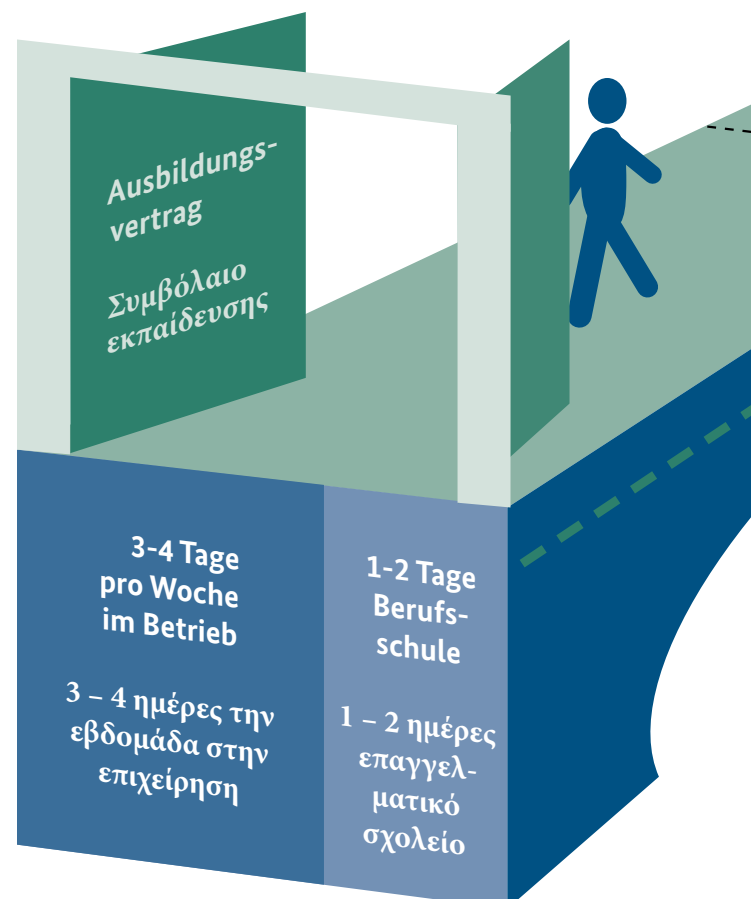 Ausbildungs-
vertrag
Συμβόλαιο
εκπαίδευσης
3-4 Tage
pro Woche
im Betrieb
3 – 4 ημέρες την
εβδομάδα στην
επιχείρηση
1-2 Tage
Berufs-
schule
1 – 2 ημέρες
επαγγελ-
ματικό
σχολείο